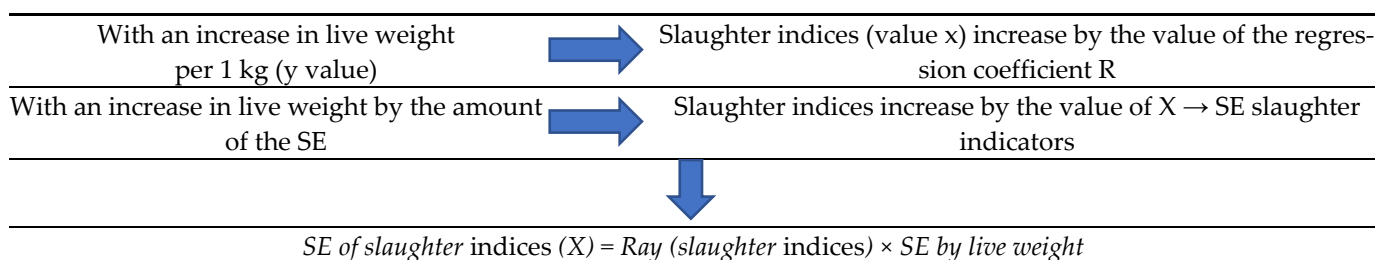 With an increase in live weight
per 1 kg (y value)
Slaughter indices (value x) increase by the value of the regres-
sion coefficient R
With an increase in live weight by the amount
of the SE
Slaughter indices increase by the value of X → SE slaughter
indicators
SE of slaughter indices (X) = Ray (slaughter indices) × SE by live weight